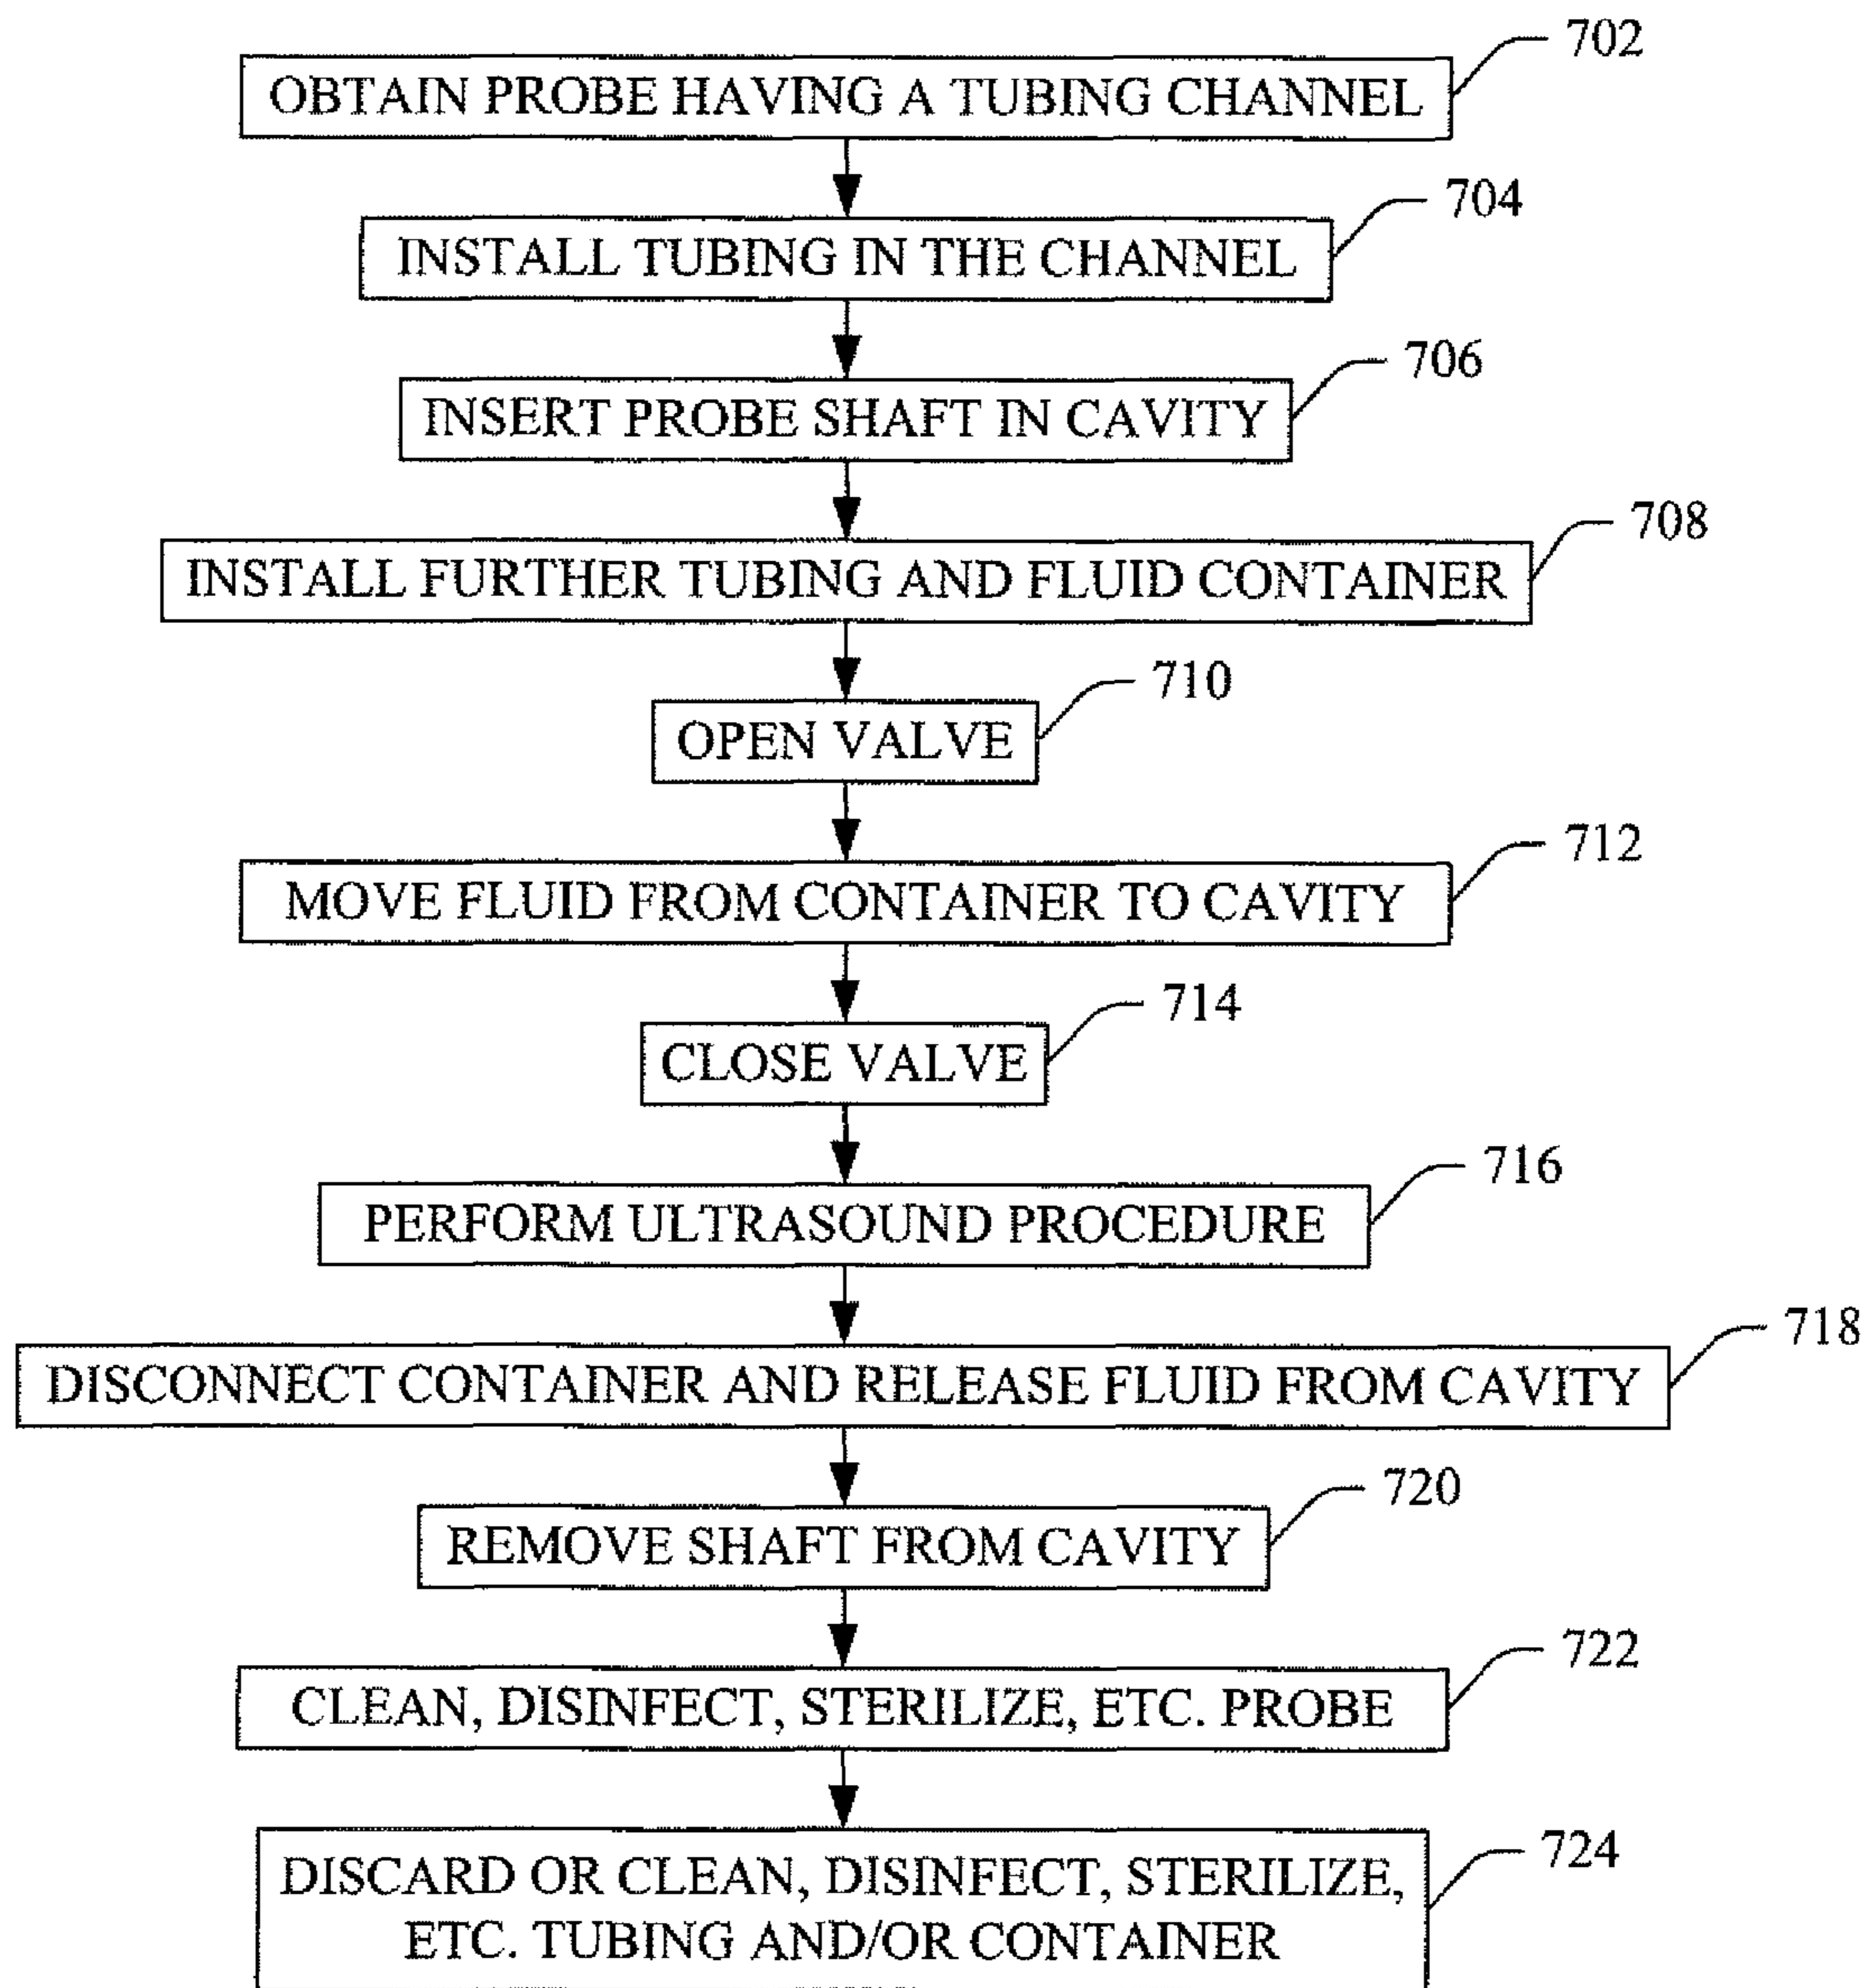 702
OBTAIN PROBE HAVING A TUBING CHANNEL
704
INSTALL TUBING IN THE CHANNEL
706
INSERT PROBE SHAFT IN CAVITY
708
INSTALL FURTHER TUBING AND FLUID CONTAINER
710
OPEN VALVE
712
MOVE FLUID FROM CONTAINER TO CAVITY
714
CLOSE VALVE
716
PERFORM ULTRASOUND PROCEDURE
718
DISCONNECT CONTAINER AND RELEASE FLUID FROM CAVITY
720
REMOVE SHAFT FROM CAVITY
722
CLEAN, DISINFECT, STERILIZE, ETC. PROBE
724
DISCARD OR CLEAN, DISINFECT, STERILIZE,
ETC. TUBING AND/OR CONTAINER